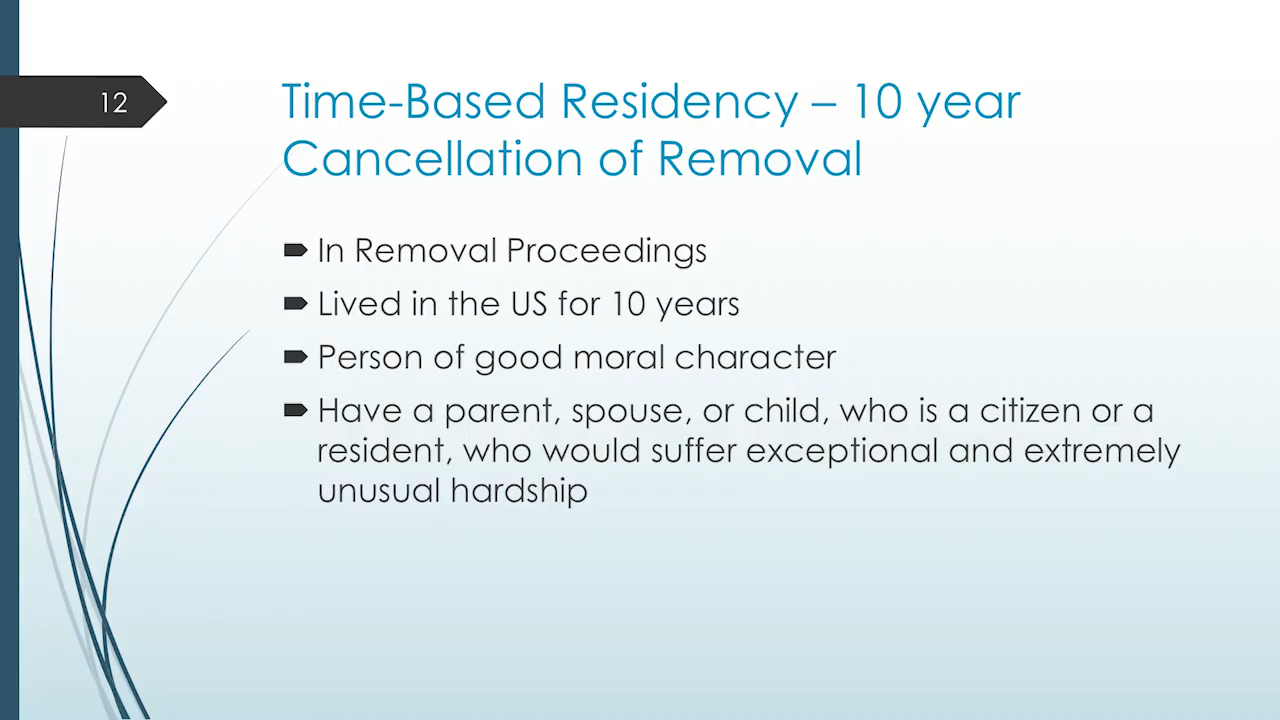 12
Time-Based Residency – 10 year
Cancellation of Removal
In Removal Proceedings
Lived in the US for 10 years
Person of good moral character
Have a parent, spouse, or child, who is a citizen or a
resident, who would suffer exceptional and extremely
unusual hardship